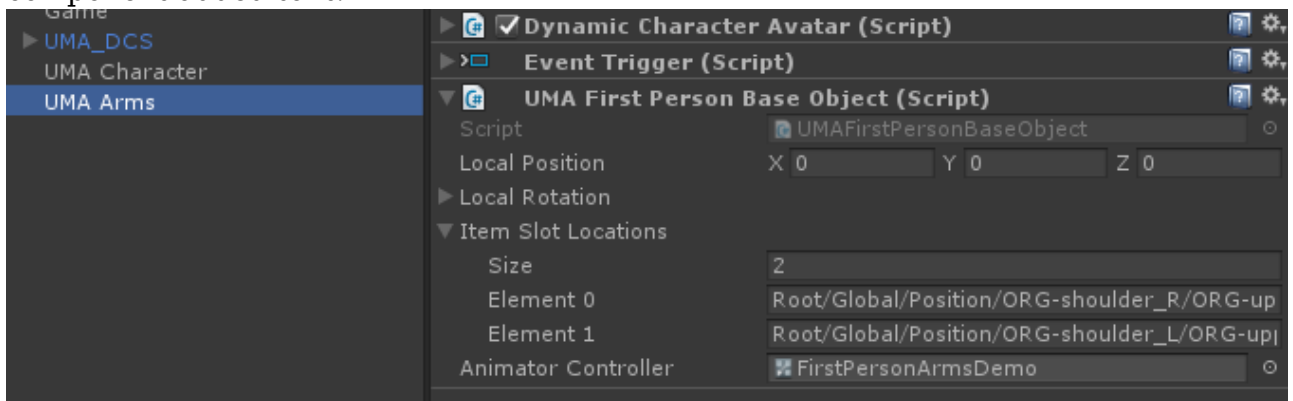 Game
UMA_DCS
UMA Character
UMA Arms
Dynamic Character Avatar (Script)
Event Trigger (Script)
UMA First Person Base Object (Script)
Script UMAFirstPersonBaseObject
Local Position X 0 Y 0 Z 0
Local Rotation
Item Slot Locations
Size 2
Element 0 Root/Global/Position/ORG-shoulder_R/ORG-up
Element 1 Root/Global/Position/ORG-shoulder_L/ORG-up
Animator Controller FirstPersonArmsDemo